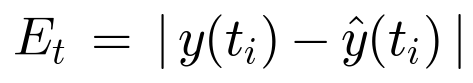 E_t = | y(t_i) − ŷ(t_i) |